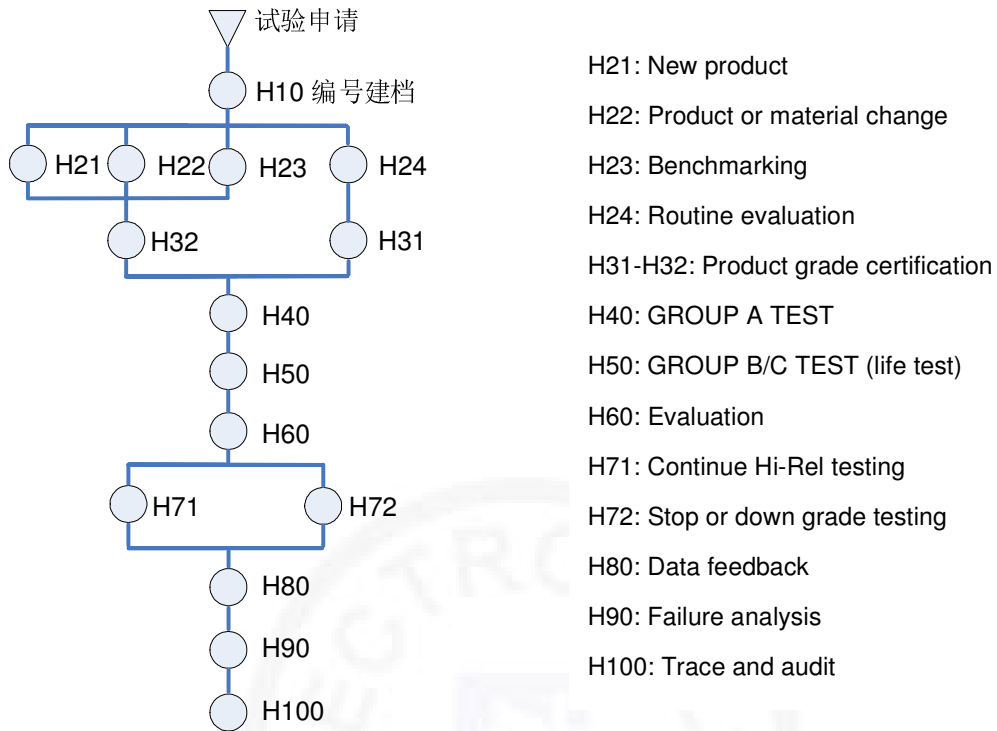 试验申请
H10 编号建档
H21
H22
H23
H24
H32
H31
H40
H50
H60
H71
H72
H80
H90
H100
H21: New product
H22: Product or material change
H23: Benchmarking
H24: Routine evaluation
H31-H32: Product grade certification
H40: GROUP A TEST
H50: GROUP B/C TEST (life test)
H60: Evaluation
H71: Continue Hi-Rel testing
H72: Stop or down grade testing
H80: Data feedback
H90: Failure analysis
H100: Trace and audit